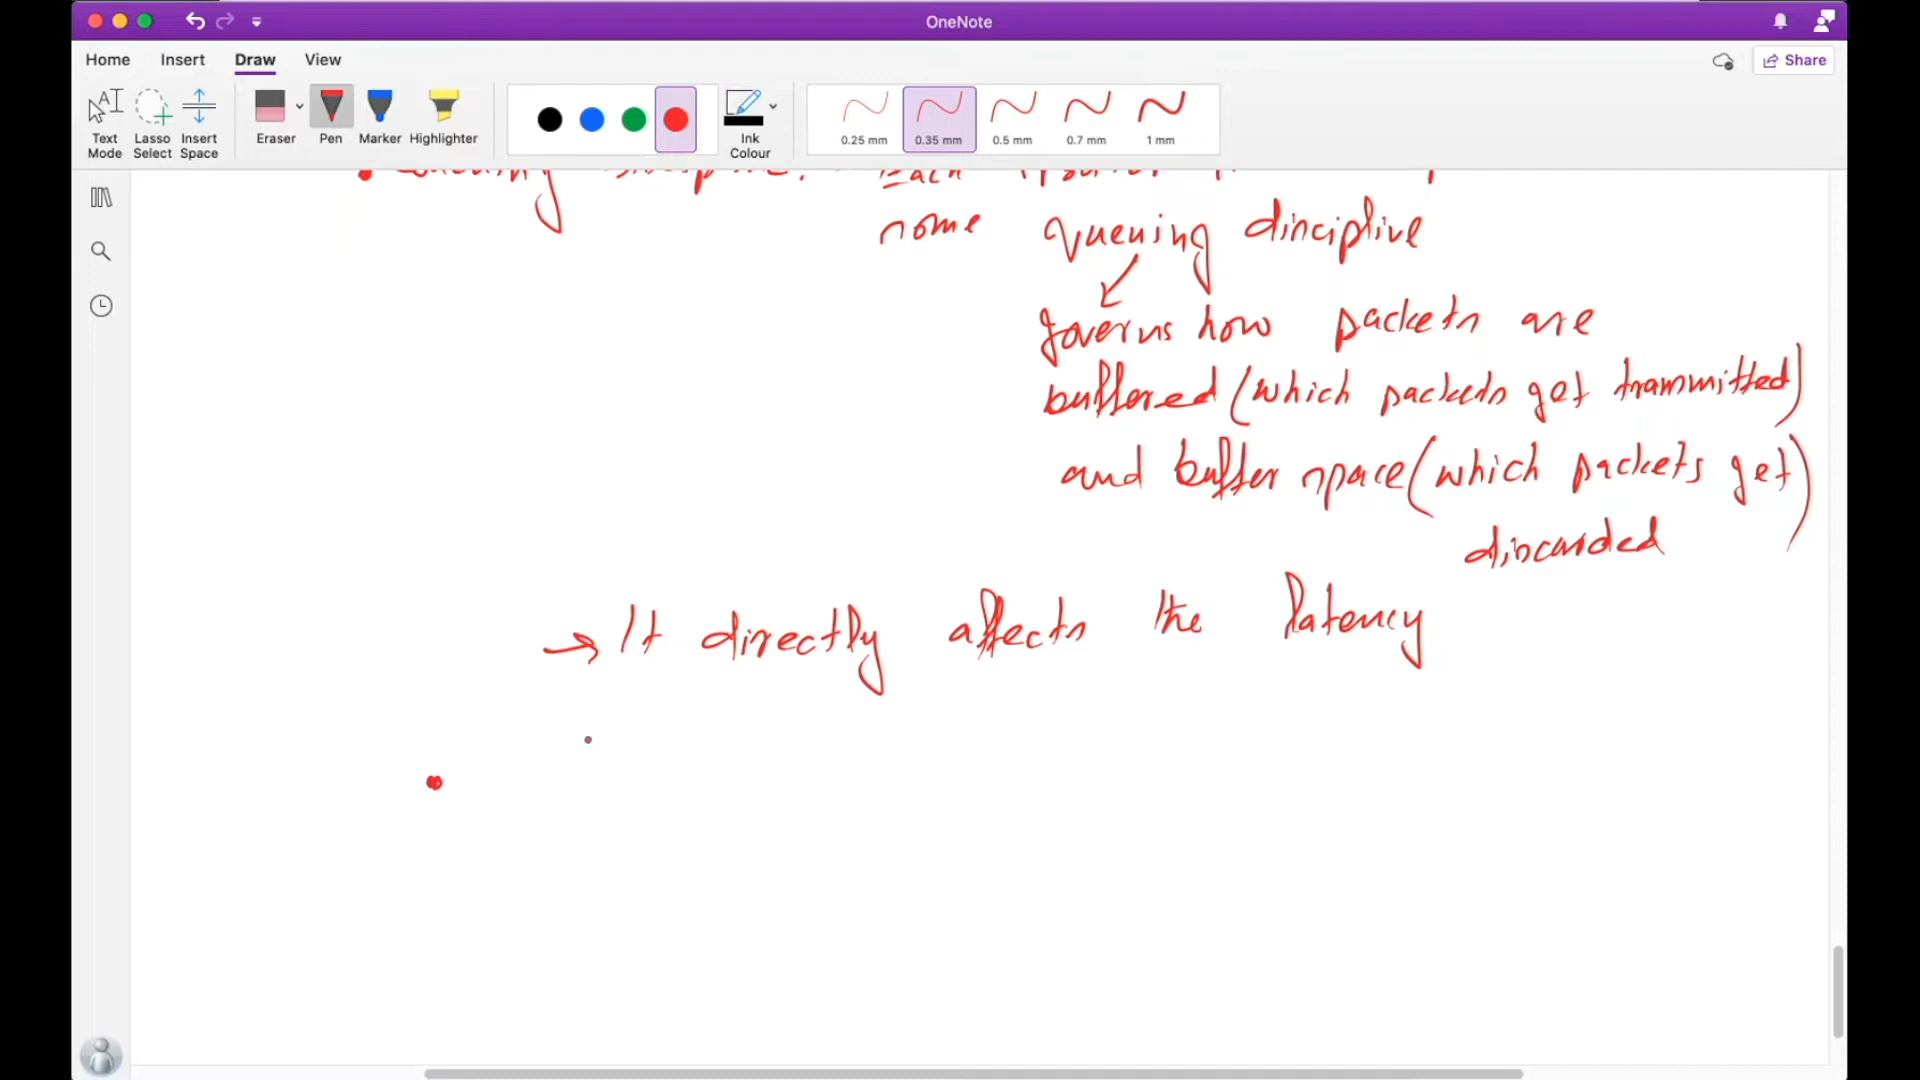 OneNote
Home Insert Draw View
Share
Text Mode
Lasso Select
Insert Space
Eraser
Pen
Marker
Highlighter
Ink Colour
0.25 mm
0.35 mm
0.5 mm
0.7 mm
1 mm
Each
some queuing discipline
governs how packets are
buffered (which packets get transmitted)
and buffer space (which packets get)
discarded
→ It directly affects the latency
•